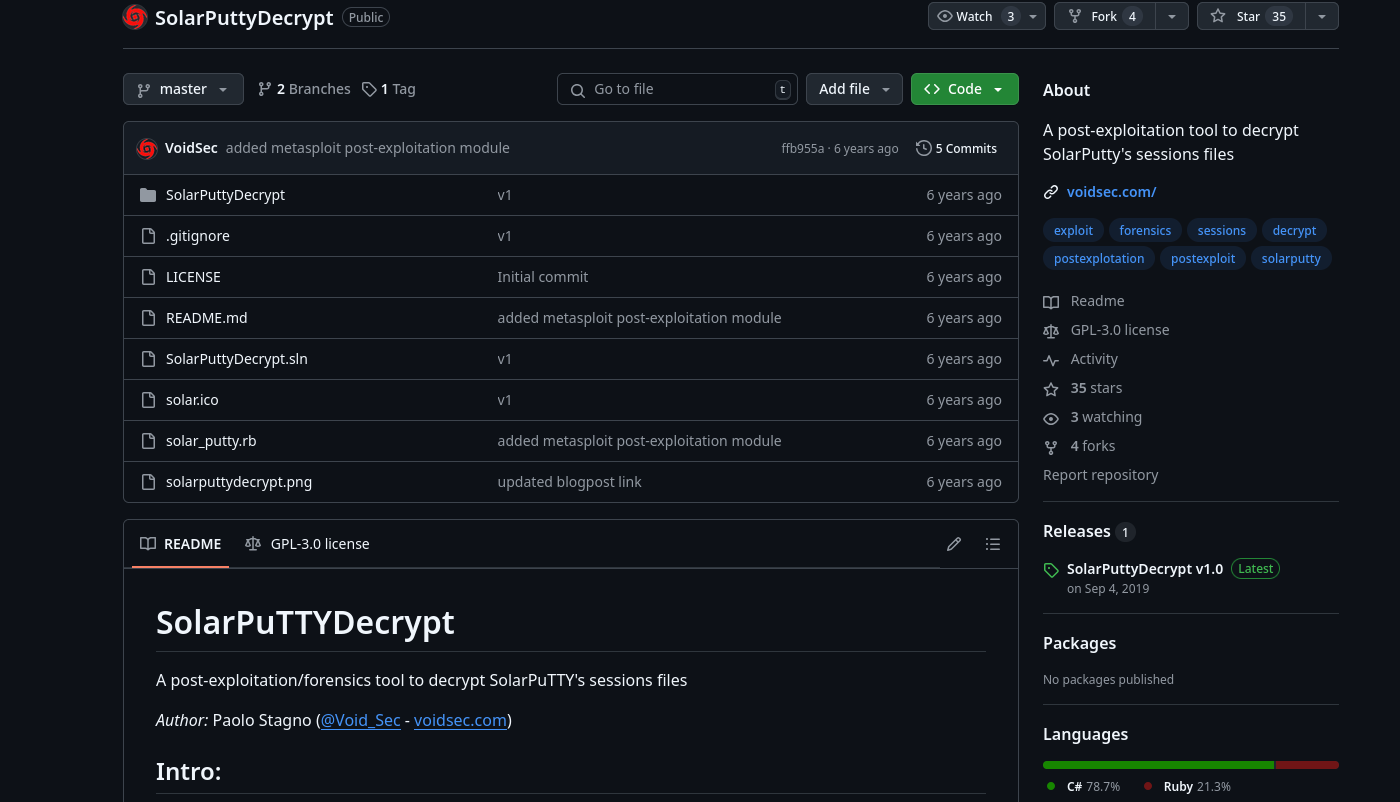 SolarPuttyDecrypt Public Watch 3 Fork 4 Star 35
master 2 Branches 1 Tag Go to file t Add file Code
VoidSec added metasploit post-exploitation module ffb955a · 6 years ago 5 Commits
SolarPuttyDecrypt v1 6 years ago
.gitignore v1 6 years ago
LICENSE Initial commit 6 years ago
README.md added metasploit post-exploitation module 6 years ago
SolarPuttyDecrypt.sln v1 6 years ago
solar.ico v1 6 years ago
solar_putty.rb added metasploit post-exploitation module 6 years ago
solarputtydecrypt.png updated blogpost link 6 years ago
README GPL-3.0 license
SolarPuTTYDecrypt
A post-exploitation/forensics tool to decrypt SolarPuTTY's sessions files
Author: Paolo Stagno (@Void_Sec - voidsec.com)
Intro:
About
A post-exploitation tool to decrypt
SolarPutty's sessions files
voidsec.com/
exploit forensics sessions decrypt
postexplotation postexploit solarputty
Readme
GPL-3.0 license
Activity
35 stars
3 watching
4 forks
Report repository
Releases 1
SolarPuttyDecrypt v1.0 Latest
on Sep 4, 2019
Packages
No packages published
Languages
C# 78.7% Ruby 21.3%